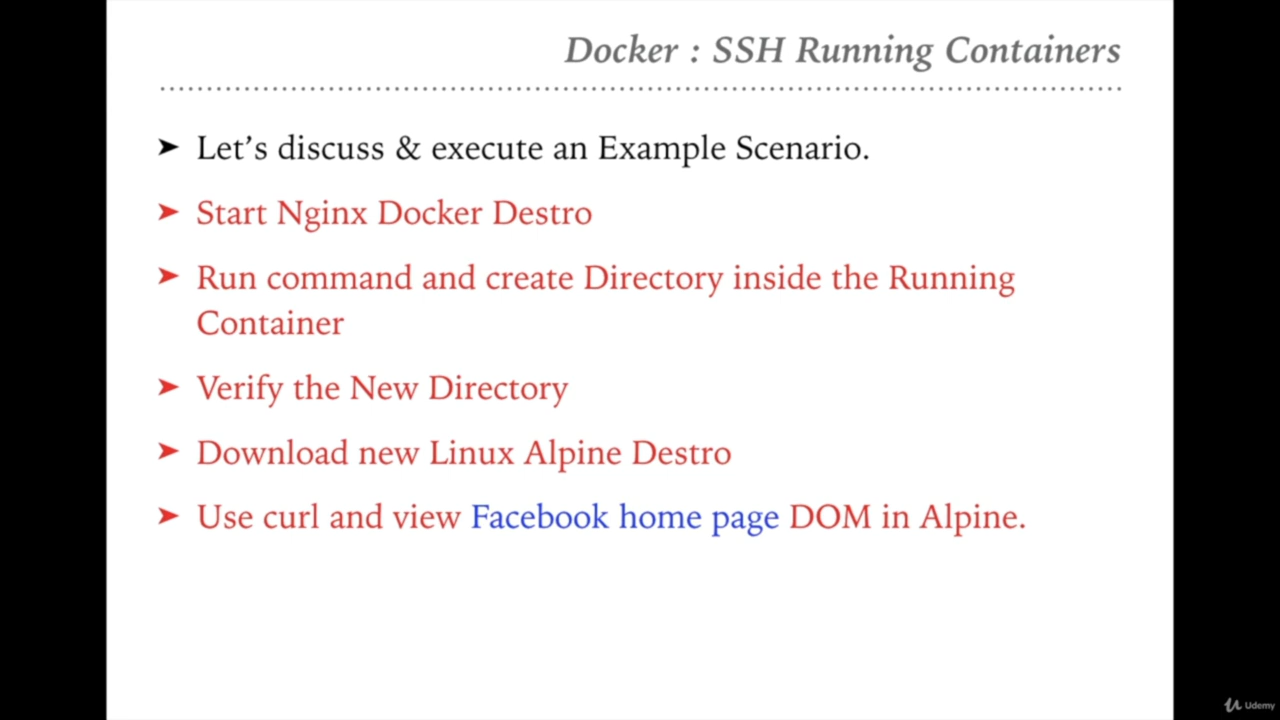 Docker : SSH Running Containers
➤ Let's discuss & execute an Example Scenario.
➤ Start Nginx Docker Destro
➤ Run command and create Directory inside the Running
Container
➤ Verify the New Directory
➤ Download new Linux Alpine Destro
➤ Use curl and view Facebook home page DOM in Alpine.
Udemy